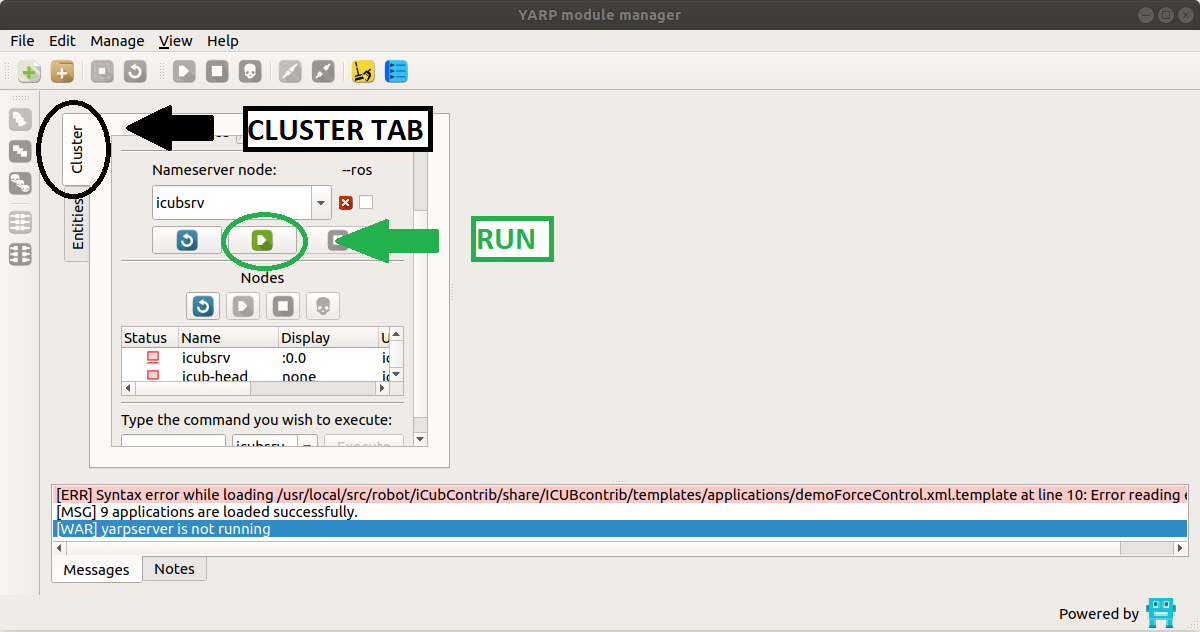 YARP module manager
File Edit Manage View Help
CLUSTER TAB
Cluster
Entities
Nameserver node: --ros
icubsrv
RUN
Nodes
Status Name Display
icubsrv :0.0
icub-head none
Type the command you wish to execute:
icubsrv Execute
[ERR] Syntax error while loading /usr/local/src/robot/iCubContrib/share/ICUBcontrib/templates/applications/demoForceControl.xml.template at line 10: Error reading
[MSG] 9 applications are loaded successfully.
[WAR] yarpserver is not running
Messages Notes
Powered by